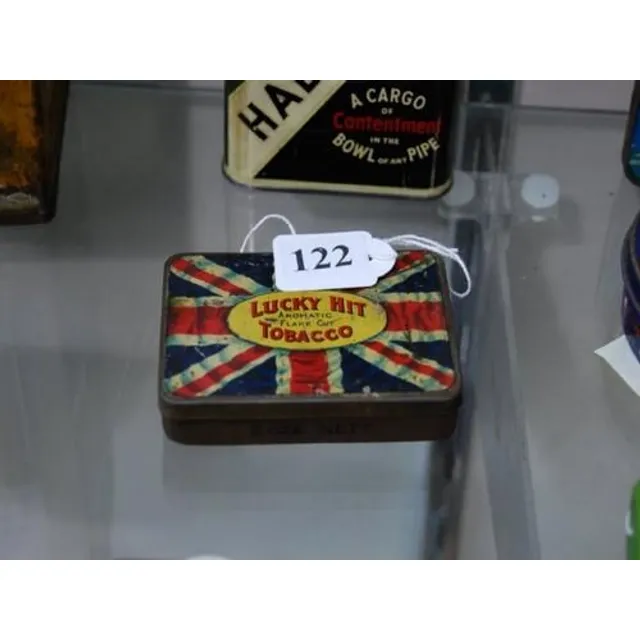 HAL
A CARGO
OF
Contentment
IN THE
BOWL OF ANY PIPE
122
LUCKY HIT
AROMATIC
FLAKE CUT
TOBACCO